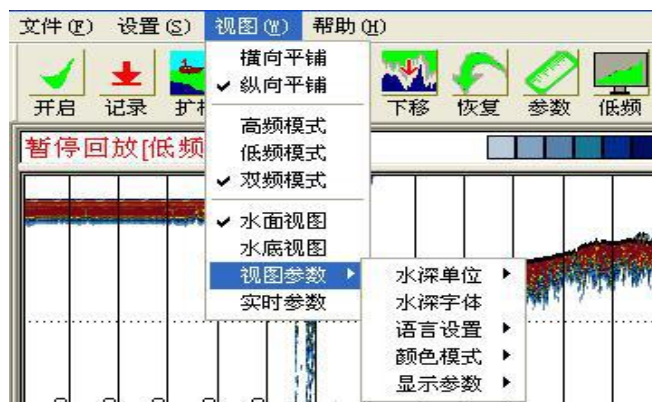 文件(F) 设置(S) 视图(W) 帮助(H)
开启 记录 扩 下移 恢复 参数 低频
暂停回放[低频
横向平铺
纵向平铺
高频模式
低频模式
双频模式
水面视图
水底视图
视图参数
实时参数
水深单位
水深字体
语言设置
颜色模式
显示参数